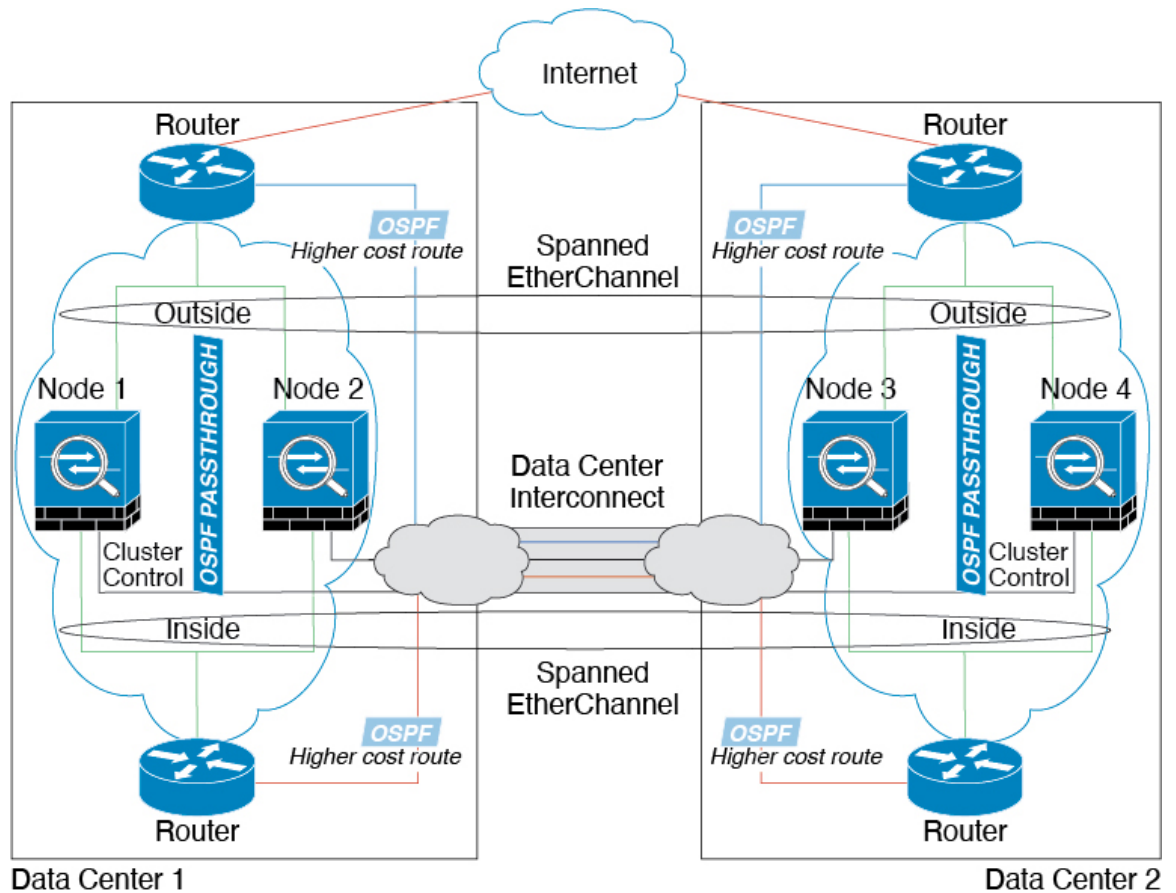 Internet
Router
Router
OSPF
Higher cost route
Spanned
EtherChannel
OSPF
Higher cost route
Outside
Outside
Node 1
Node 2
Node 3
Node 4
OSPF PASSTHROUGH
OSPF PASSTHROUGH
Data Center
Interconnect
Cluster
Control
Cluster
Control
Inside
Inside
Spanned
EtherChannel
OSPF
Higher cost route
OSPF
Higher cost route
Router
Router
Data Center 1
Data Center 2